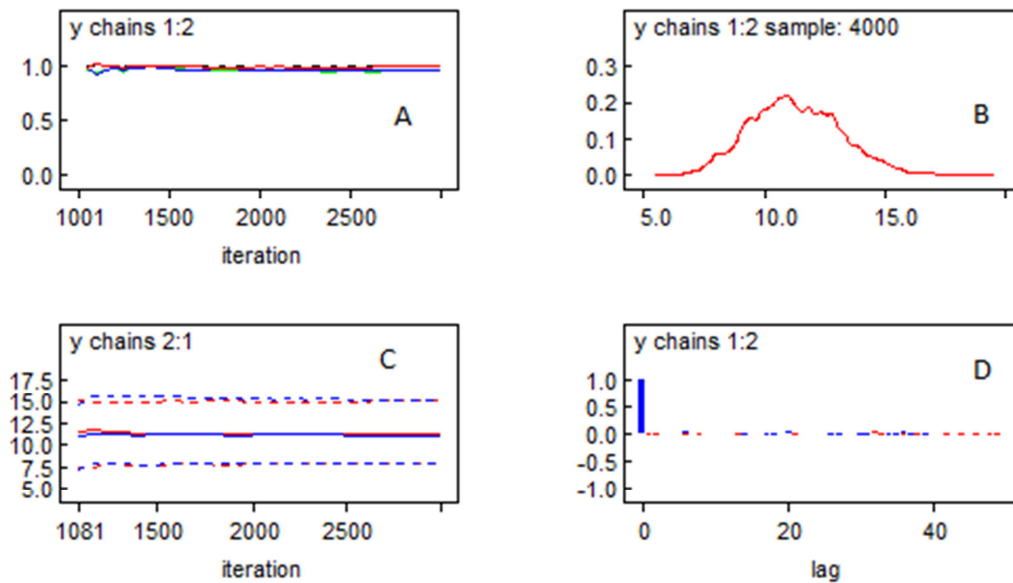 y chains 1:2
1.0
0.5
0.0
A
1001 1500 2000 2500
iteration
y chains 1:2 sample: 4000
0.3
0.2
0.1
0.0
B
5.0 10.0 15.0
y chains 2:1
17.5
15.0
12.5
10.0
7.5
5.0
C
1081 1500 2000 2500
iteration
y chains 1:2
1.0
0.5
0.0
-0.5
-1.0
D
0 20 40
lag